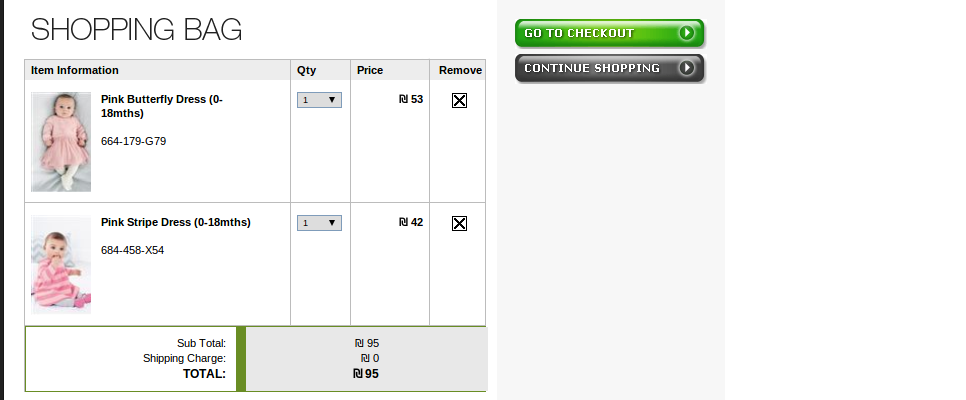 SHOPPING BAG
GO TO CHECKOUT
CONTINUE SHOPPING
Item Information Qty Price Remove
Pink Butterfly Dress (0-
18mths)
1
₪ 53
664-179-G79
Pink Stripe Dress (0-18mths)
1
₪ 42
684-458-X54
Sub Total: ₪ 95
Shipping Charge: ₪ 0
TOTAL: ₪ 95